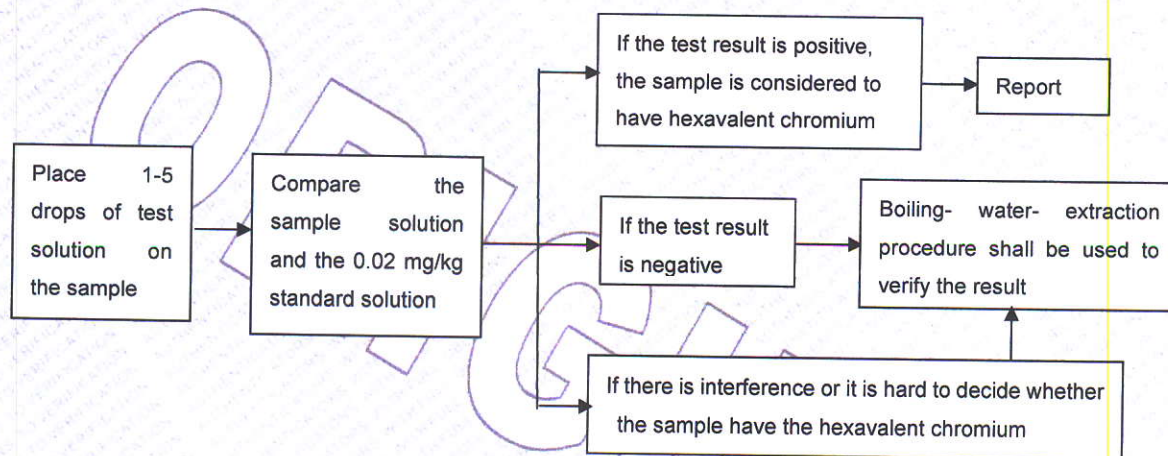 Place 1-5
drops of test
solution on
the sample
Compare the
sample solution
and the 0.02 mg/kg
standard solution
If the test result is positive,
the sample is considered to
have hexavalent chromium
Report
If the test result
is negative
Boiling- water- extraction
procedure shall be used to
verify the result
If there is interference or it is hard to decide whether
the sample have the hexavalent chromium